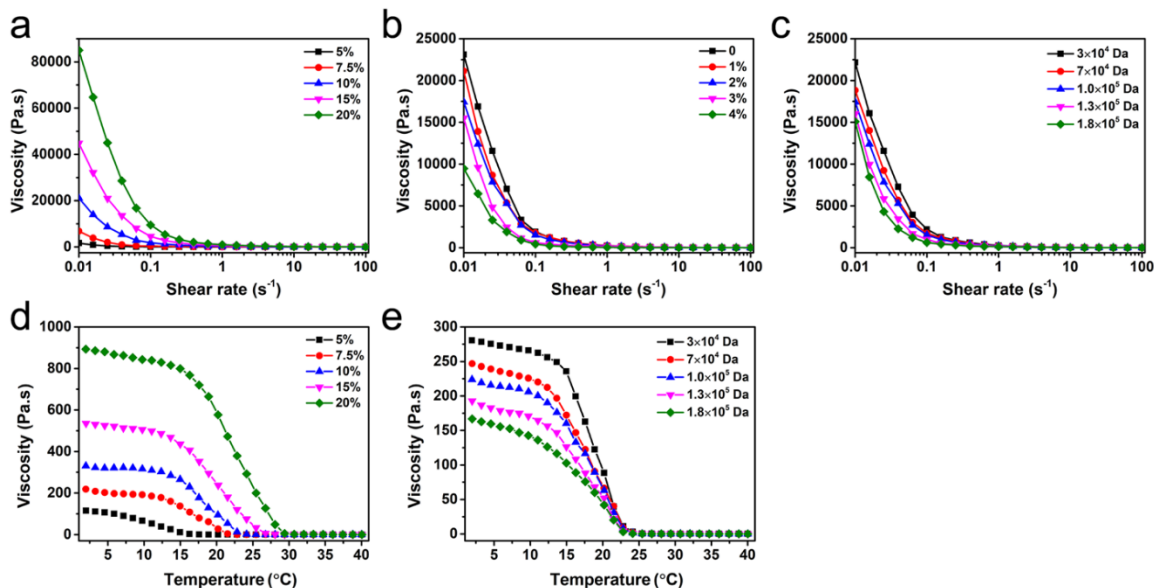 a
Viscosity (Pa.s)
80000
60000
40000
20000
0
0.01 0.1 1 10 100
Shear rate (s⁻¹)
5%
7.5%
10%
15%
20%
b
Viscosity (Pa.s)
25000
20000
15000
10000
5000
0
0.01 0.1 1 10 100
Shear rate (s⁻¹)
0
1%
2%
3%
4%
c
Viscosity (Pa.s)
25000
20000
15000
10000
5000
0
0.01 0.1 1 10 100
Shear rate (s⁻¹)
3×10⁴ Da
7×10⁴ Da
1.0×10⁵ Da
1.3×10⁵ Da
1.8×10⁵ Da
d
Viscosity (Pa.s)
1000
800
600
400
200
0
5 10 15 20 25 30 35 40
Temperature (°C)
5%
7.5%
10%
15%
20%
e
Viscosity (Pa.s)
300
250
200
150
100
50
0
5 10 15 20 25 30 35 40
Temperature (°C)
3×10⁴ Da
7×10⁴ Da
1.0×10⁵ Da
1.3×10⁵ Da
1.8×10⁵ Da